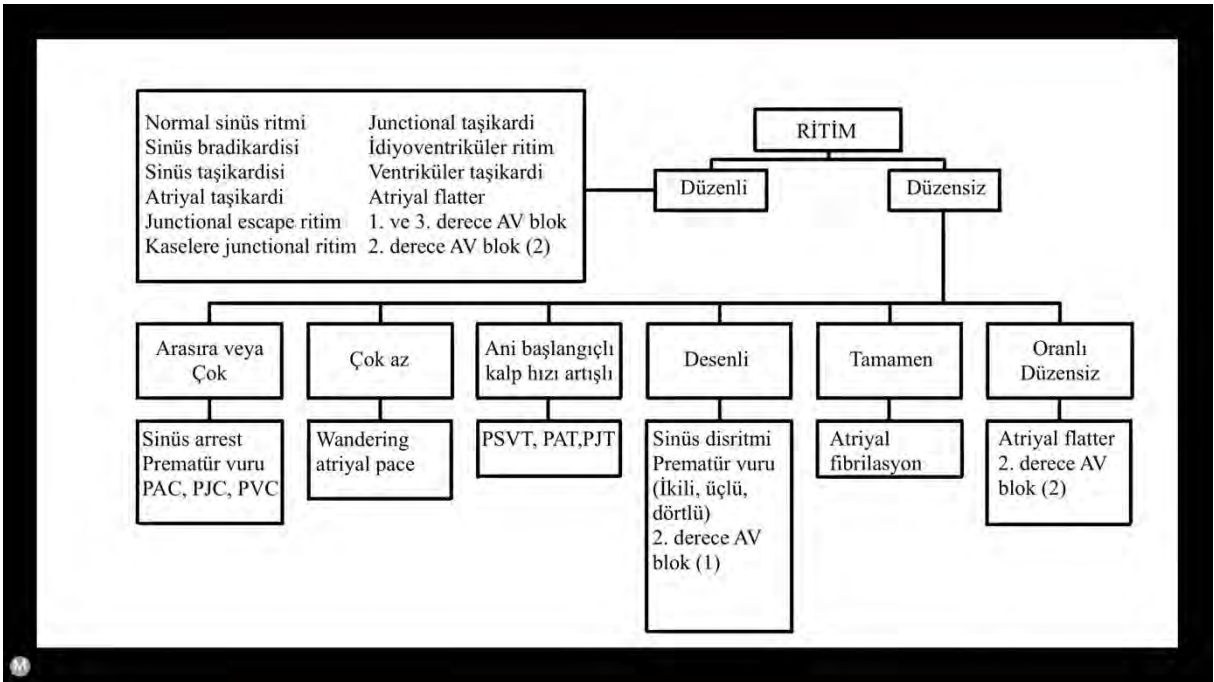 RİTİM
Düzenli
Düzensiz
Normal sinüs ritmi
Sinüs bradikardisi
Sinüs taşikardisi
Atriyal taşikardi
Junctional escape ritim
Kaselere junctional ritim
Junctional taşikardi
İdiyoventriküler ritim
Ventriküler taşikardi
Atriyal flatter
1. ve 3. derece AV blok
2. derece AV blok (2)
Arasıra veya
Çok
Sinüs arrest
Prematür vuru
PAC, PJC, PVC
Çok az
Wandering
atriyal pace
Ani başlangıçlı
kalp hızı artışlı
PSVT, PAT,PJT
Desenli
Sinüs disritmi
Prematür vuru
(İkili, üçlü,
dörtlü)
2. derece AV
blok (1)
Tamamen
Atriyal
fibrilasyon
Oranlı
Düzensiz
Atriyal flatter
2. derece AV
blok (2)
M